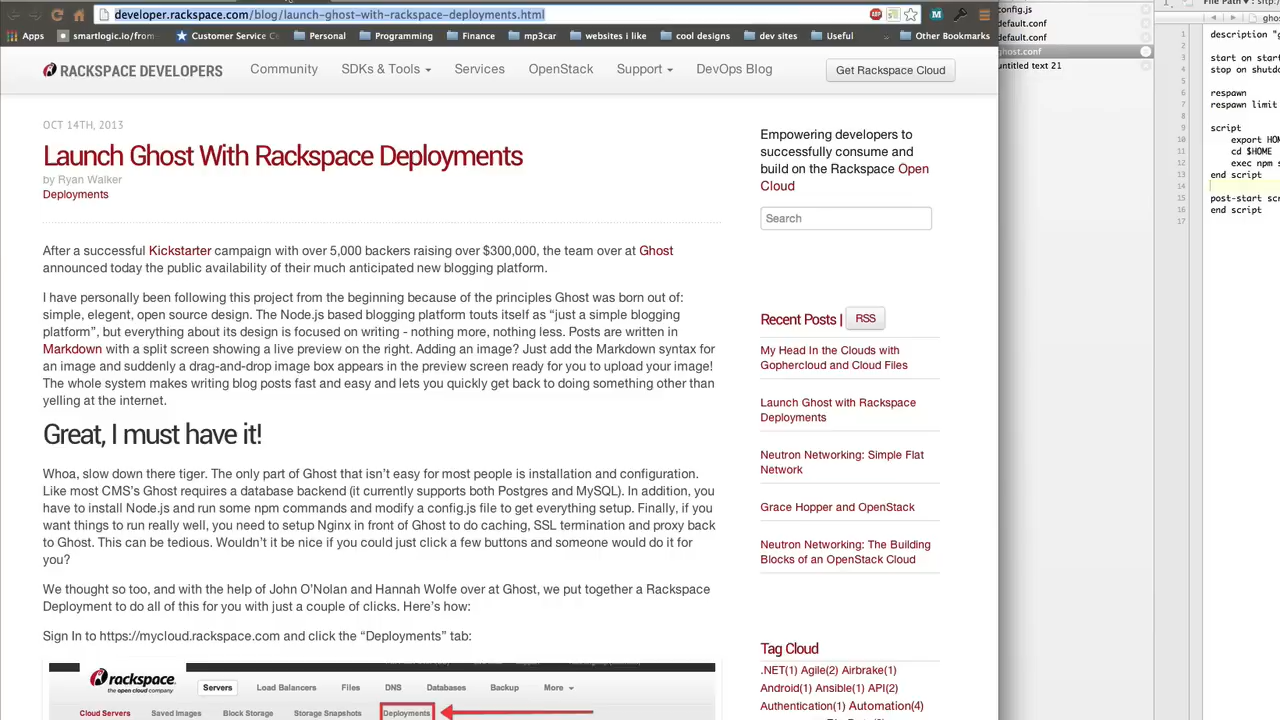 developer.rackspace.com/blog/launch-ghost-with-rackspace-deployments.html
Apps smartlogic.io/from Customer Service Ce Personal Programming Finance mp3car websites i like cool designs dev sites Useful Other Bookmarks
RACKSPACE DEVELOPERS Community SDKs & Tools Services OpenStack Support DevOps Blog Get Rackspace Cloud
OCT 14TH, 2013
Launch Ghost With Rackspace Deployments
by Ryan Walker
Deployments
After a successful Kickstarter campaign with over 5,000 backers raising over $300,000, the team over at Ghost
announced today the public availability of their much anticipated new blogging platform.
I have personally been following this project from the beginning because of the principles Ghost was born out of:
simple, elegant, open source design. The Node.js based blogging platform touts itself as “just a simple blogging
platform”, but everything about its design is focused on writing - nothing more, nothing less. Posts are written in
Markdown with a split screen showing a live preview on the right. Adding an image? Just add the Markdown syntax for
an image and suddenly a drag-and-drop image box appears in the preview screen ready for you to upload your image!
The whole system makes writing blog posts fast and easy and lets you quickly get back to doing something other than
yelling at the internet.
Great, I must have it!
Whoa, slow down there tiger. The only part of Ghost that isn’t easy for most people is installation and configuration.
Like most CMS’s Ghost requires a database backend (it currently supports both Postgres and MySQL). In addition, you
have to install Node.js and run some npm commands and modify a config.js file to get everything setup. Finally, if you
want things to run really well, you need to setup Nginx in front of Ghost to do caching, SSL termination and proxy back
to Ghost. This can be tedious. Wouldn’t it be nice if you could just click a few buttons and someone would do it for
you?
We thought so too, and with the help of John O’Nolan and Hannah Wolfe over at Ghost, we put together a Rackspace
Deployment to do all of this for you with just a couple of clicks. Here’s how:
Sign In to https://mycloud.rackspace.com and click the “Deployments” tab:
rackspace.
the open cloud company
Servers Load Balancers Files DNS Databases Backup More
Cloud Servers Saved Images Block Storage Storage Snapshots Deployments
Empowering developers to
successfully consume and
build on the Rackspace Open
Cloud
Search
Recent Posts | RSS
My Head In the Clouds with
Gophercloud and Cloud Files
Launch Ghost with Rackspace
Deployments
Neutron Networking: Simple Flat
Network
Grace Hopper and OpenStack
Neutron Networking: The Building
Blocks of an OpenStack Cloud
Tag Cloud
.NET(1) Agile(2) Airbrake(1)
Android(1) Ansible(1) API(2)
Authentication(1) Automation(4)
config.js
default.conf
default.conf
ghost.conf
untitled text 21
ghos
1 description "g
2
3 start on start
4 stop on shutdo
5
6 respawn
7 respawn limit
8
9 script
10 export HOM
11 cd $HOME
12 exec npm s
13 end script
14
15 post-start scr
16 end script
17